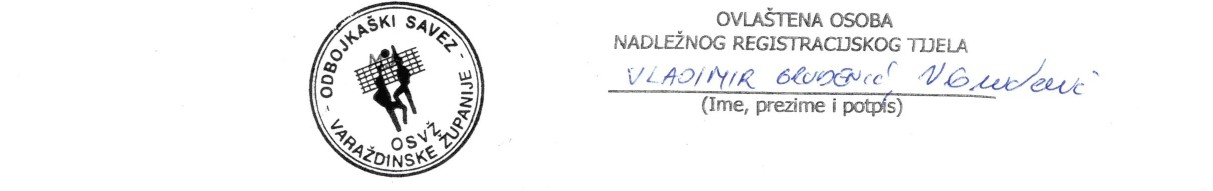 ODBOJKAŠKI SAVEZ -
VARAŽDINSKE ŽUPANIJE -
OSVŽ
OVLAŠTENA OSOBA
NADLEŽNOG REGISTRACIJSKOG TIJELA
VLADIMIR
(Ime, prezime i potpis)